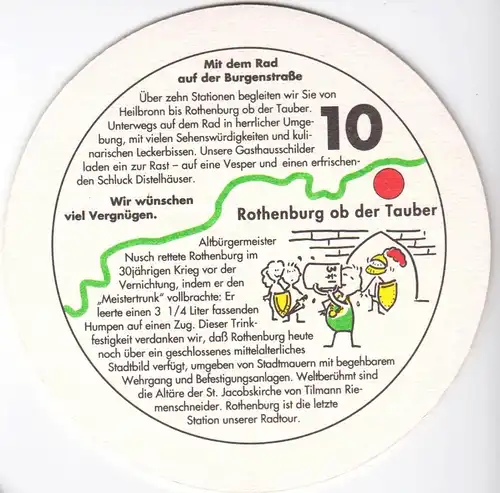 Mit dem Rad
auf der Burgenstraße
Über zehn Stationen begleiten wir Sie von
Heilbronn bis Rothenburg ob der Tauber.
Unterwegs auf dem Rad in herrlicher Umge-
bung, mit vielen Sehenswürdigkeiten und kuli-
narischen Leckerbissen. Unsere Gasthausschilder
laden ein zur Rast – auf eine Vesper und einen erfrischen-
den Schluck Distelhäuser.
10
Wir wünschen
viel Vergnügen.
Rothenburg ob der Tauber
Altbürgermeister
Nusch rettete Rothenburg im
30jährigen Krieg vor der
Vernichtung, indem er den
„Meistertrunk" vollbrachte: Er
leerte einen 3 1/4 Liter fassenden
Humpen auf einen Zug. Dieser Trink-
festigkeit verdanken wir, daß Rothenburg heute
noch über ein geschlossenes mittelalterliches
Stadtbild verfügt, umgeben von Stadtmauern mit begehbarem
Wehrgang und Befestigungsanlagen. Weltberühmt sind
die Altäre der St. Jacobskirche von Tilmann Rie-
menschneider. Rothenburg ist die letzte
Station unserer Radtour.